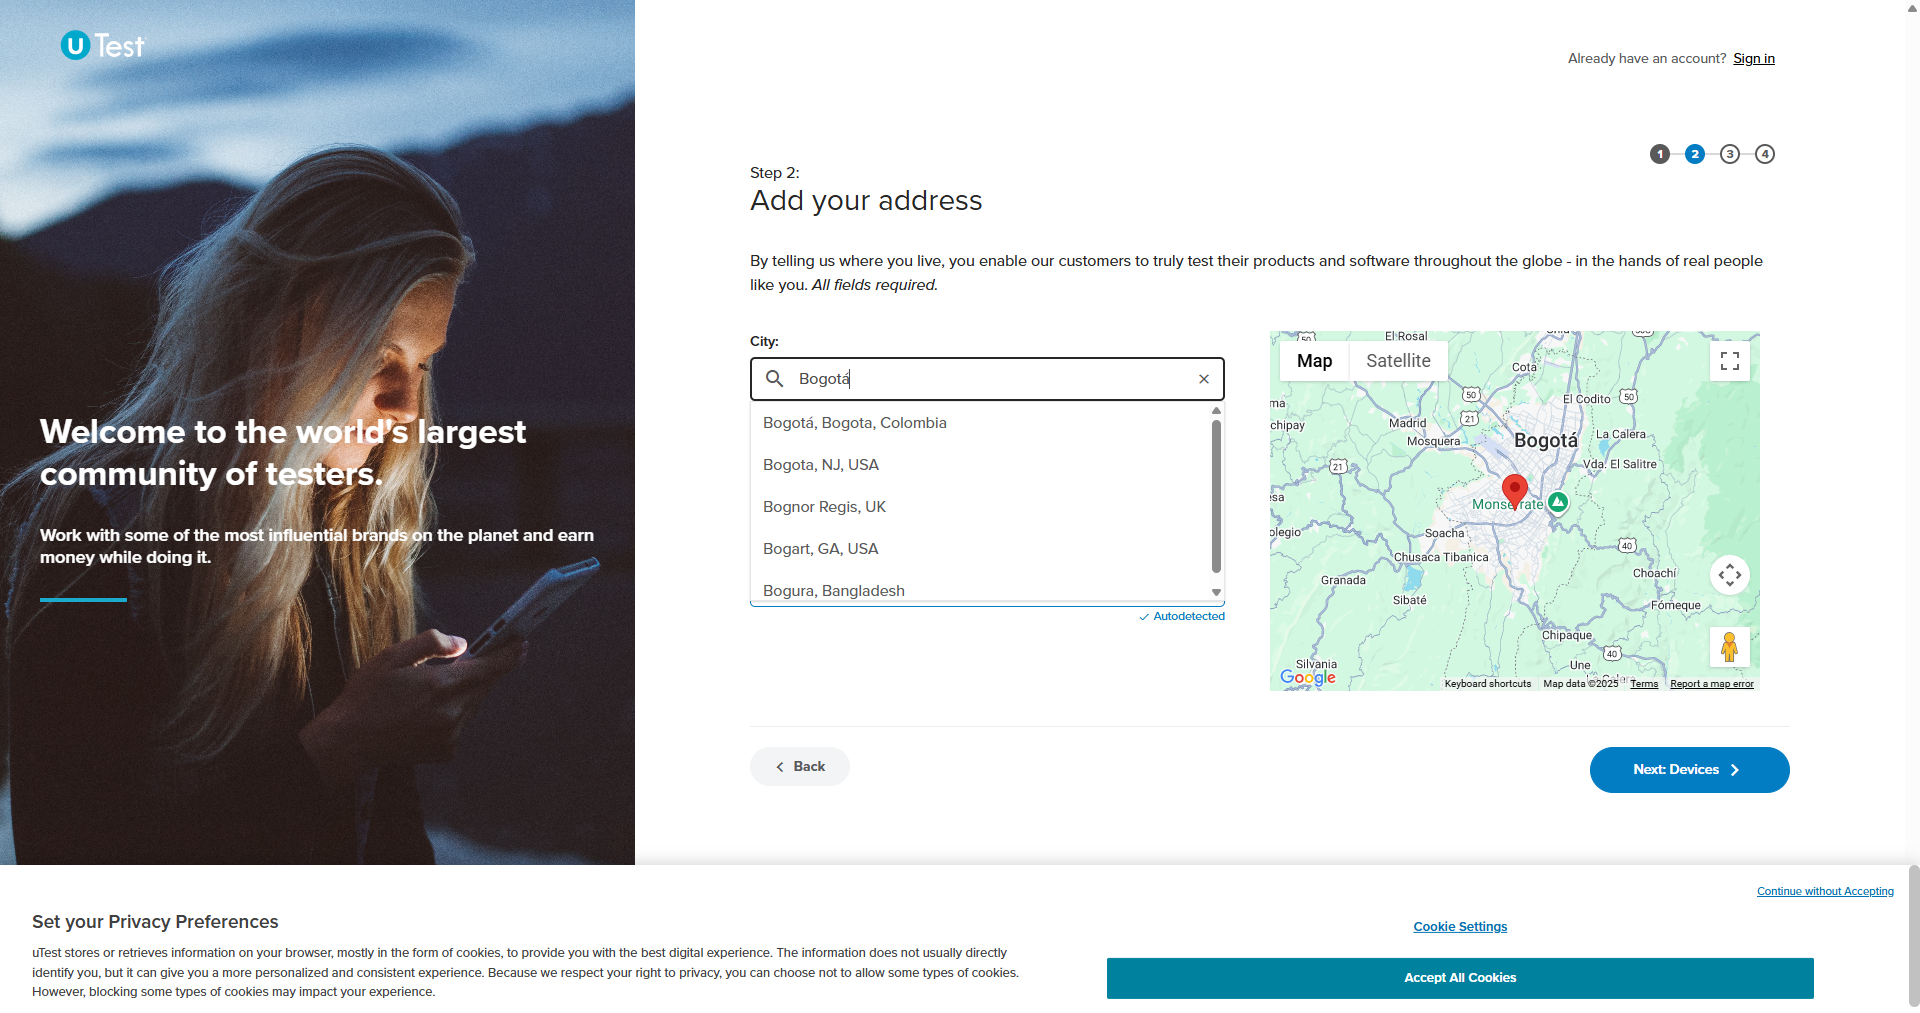 uTest
Already have an account? Sign in
1
2
3
4
Step 2:
Add your address
By telling us where you live, you enable our customers to truly test their products and software throughout the globe - in the hands of real people
like you. All fields required.
City:
Bogotá
Bogotá, Bogota, Colombia
Bogota, NJ, USA
Bognor Regis, UK
Bogart, GA, USA
Bogura, Bangladesh
Autodetected
Map
Satellite
El Rosal
Cota
50
50
50
El Codito
21
Madrid
Mosquera
Bogotá
La Calera
chipay
21
Vda. El Salitre
Monserrate
Soacha
Chusaca Tibanica
40
Granada
Choachí
Sibaté
Fómeque
Chipaque
40
Une
Silvania
Google
Keyboard shortcuts
Map data ©2025
Terms
Report a map error
Back
Next: Devices
Welcome to the world's largest
community of testers.
Work with some of the most influential brands on the planet and earn
money while doing it.
Continue without Accepting
Set your Privacy Preferences
uTest stores or retrieves information on your browser, mostly in the form of cookies, to provide you with the best digital experience. The information does not usually directly
identify you, but it can give you a more personalized and consistent experience. Because we respect your right to privacy, you can choose not to allow some types of cookies.
However, blocking some types of cookies may impact your experience.
Cookie Settings
Accept All Cookies